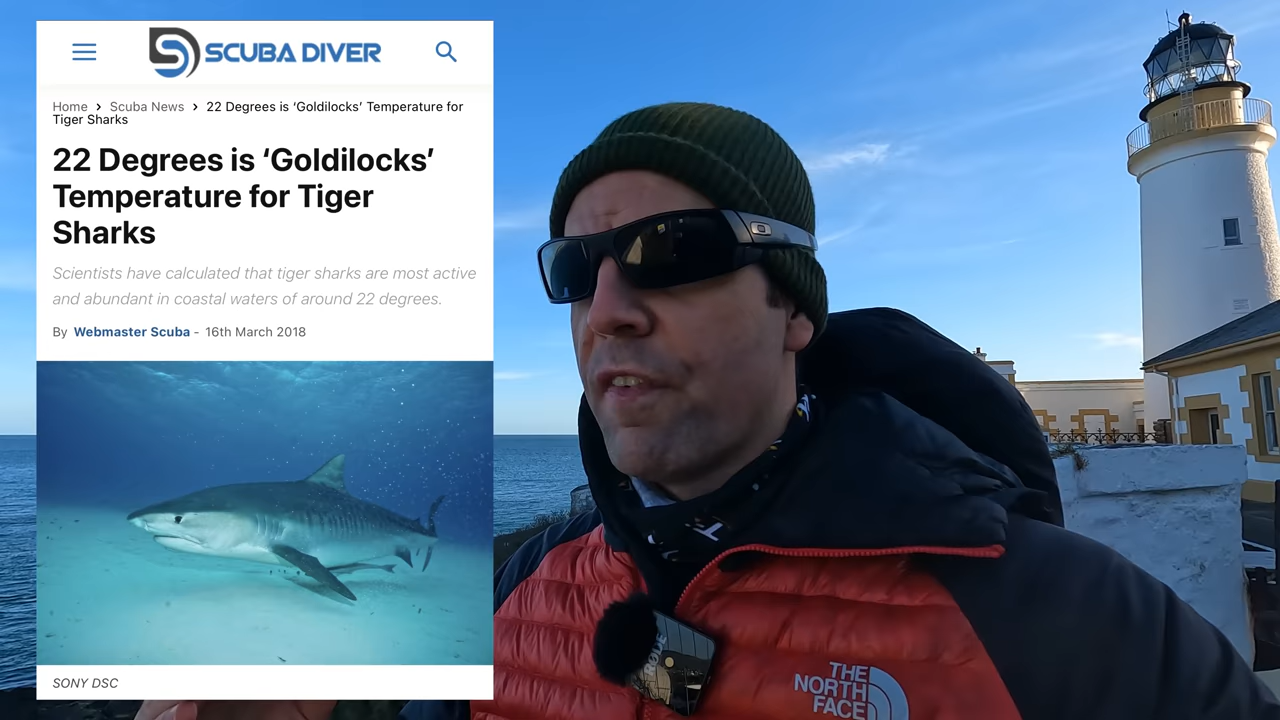 SCUBA DIVER
Home > Scuba News > 22 Degrees is ‘Goldilocks’ Temperature for
Tiger Sharks
22 Degrees is ‘Goldilocks’
Temperature for Tiger
Sharks
Scientists have calculated that tiger sharks are most active
and abundant in coastal waters of around 22 degrees.
By Webmaster Scuba - 16th March 2018
SONY DSC
RØDE
THE
NORTH
FACE